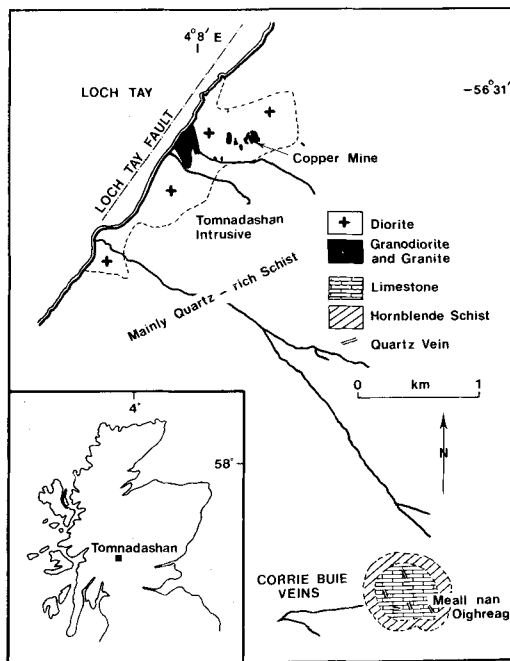 4°8' E
LOCH TAY
-56°31'
LOCH TAY FAULT
Copper Mine
Tomnadashan
Intrusive
Diorite
Granodiorite
and Granite
Limestone
Hornblende Schist
Quartz Vein
Mainly Quartz - rich Schist
0 1
km
N
4°
58°
Tomnadashan
CORRIE BUIE
VEINS
Meall nan
Oighreag